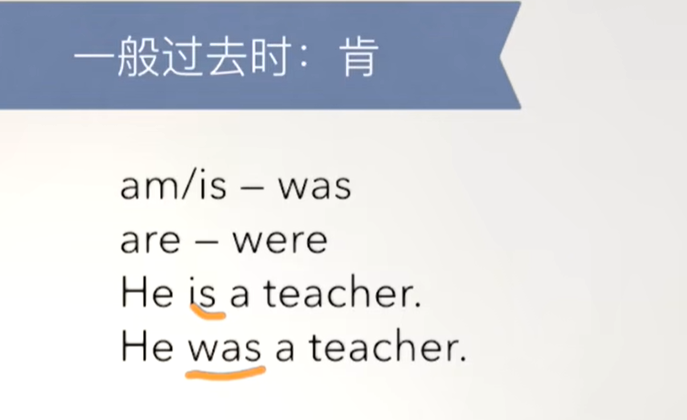 一般过去时：肯
am/is – was
are – were
He is a teacher.
He was a teacher.